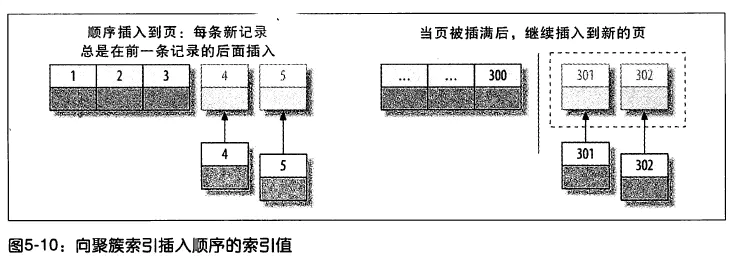 顺序插入到页：每条新记录
总是在前一条记录的后面插入
当页被插满后，继续插入到新的页
1 2 3 4 5
... ... 300 301 302
4 5
301 302
图5-10：向聚簇索引插入顺序的索引值